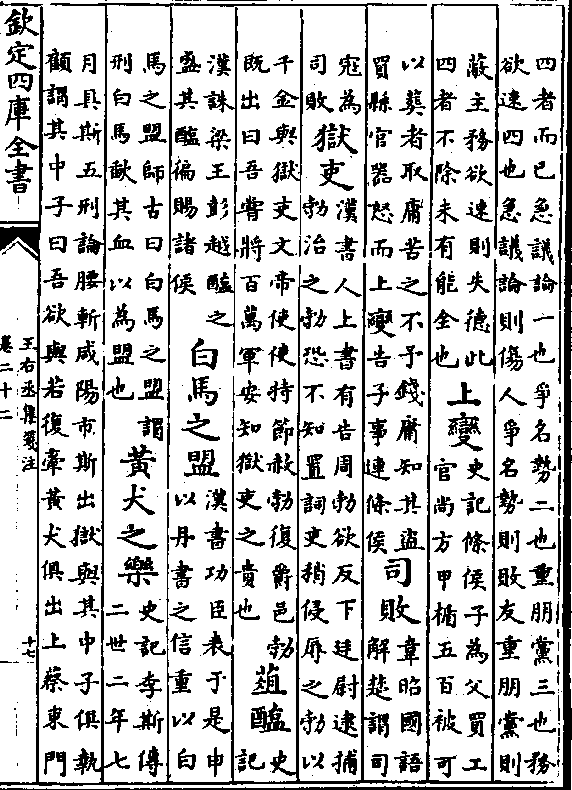 四者而已急議論一也爭名勢二也重朋黨三也務
欲速四也急議論則傷人爭名勢則敗友重朋黨則
蔽主務欲速則失德此
四者不除未有能全也
上變
史記條侯子為父買工
官尚方甲楯五百被可
以葬者取庸苦之不予錢庸知其盜
買縣官器怒而上變告子事連條侯
司敗
韋昭國語
解楚謂司
寇為
司敗
獄吏
漢書人上書有告周勃欲反下廷尉逮捕
勃治之勃恐不知置詞吏稍侵辱之勃以
千金與獄吏文帝使使持節赦勃復爵邑勃
既出曰吾嘗將百萬軍安知獄吏之貴也
葅醢
史
記
漢誅梁王彭越醢之
盛其醢徧賜諸侯
白馬之盟
漢書功臣表于是申
以丹書之信重以白
馬之盟師古曰白馬之盟謂
刑白馬歃其血以為盟也
黃犬之樂
史記李斯傳
二世二年七
月具斯五刑論腰斬咸陽市斯出獄與其中子俱執
顧謂其中子曰吾欲與若復牽黃犬俱出上蔡東門
欽定四庫全書
王右丞集箋注
卷二十二
十七